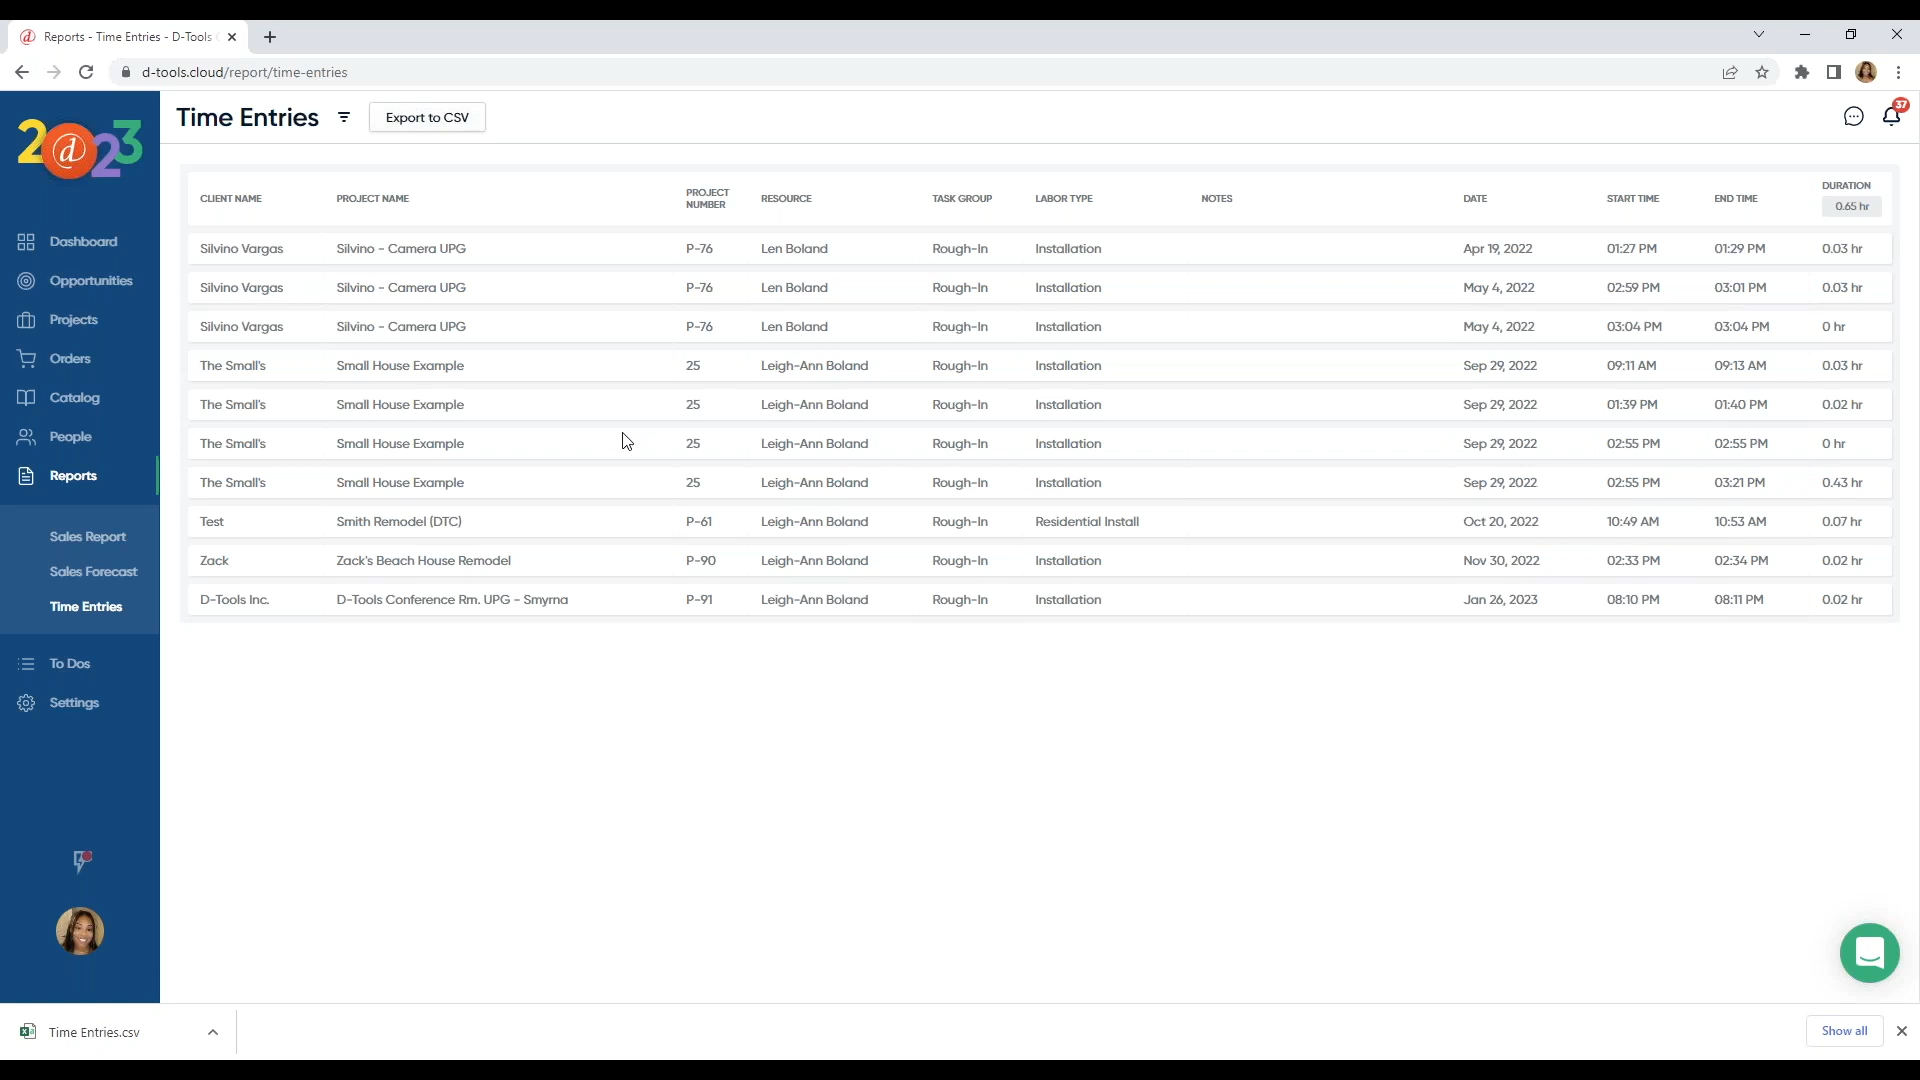 Reports - Time Entries - D-Tools
d-tools.cloud/report/time-entries
2023
d
Time Entries
Export to CSV
37
CLIENT NAME PROJECT NAME PROJECT NUMBER RESOURCE TASK GROUP LABOR TYPE NOTES DATE START TIME END TIME DURATION
0.65 hr
Silvino Vargas Silvino - Camera UPG P-76 Len Boland Rough-In Installation Apr 19, 2022 01:27 PM 01:29 PM 0.03 hr
Silvino Vargas Silvino - Camera UPG P-76 Len Boland Rough-In Installation May 4, 2022 02:59 PM 03:01 PM 0.03 hr
Silvino Vargas Silvino - Camera UPG P-76 Len Boland Rough-In Installation May 4, 2022 03:04 PM 03:04 PM 0 hr
The Small's Small House Example 25 Leigh-Ann Boland Rough-In Installation Sep 29, 2022 09:11 AM 09:13 AM 0.03 hr
The Small's Small House Example 25 Leigh-Ann Boland Rough-In Installation Sep 29, 2022 01:39 PM 01:40 PM 0.02 hr
The Small's Small House Example 25 Leigh-Ann Boland Rough-In Installation Sep 29, 2022 02:55 PM 02:55 PM 0 hr
The Small's Small House Example 25 Leigh-Ann Boland Rough-In Installation Sep 29, 2022 02:55 PM 03:21 PM 0.43 hr
Test Smith Remodel (DTC) P-61 Leigh-Ann Boland Rough-In Residential Install Oct 20, 2022 10:49 AM 10:53 AM 0.07 hr
Zack Zack's Beach House Remodel P-90 Leigh-Ann Boland Rough-In Installation Nov 30, 2022 02:33 PM 02:34 PM 0.02 hr
D-Tools Inc. D-Tools Conference Rm. UPG - Smyrna P-91 Leigh-Ann Boland Rough-In Installation Jan 26, 2023 08:10 PM 08:11 PM 0.02 hr
Dashboard
Opportunities
Projects
Orders
Catalog
People
Reports
Sales Report
Sales Forecast
Time Entries
To Dos
Settings
Time Entries.csv
Show all